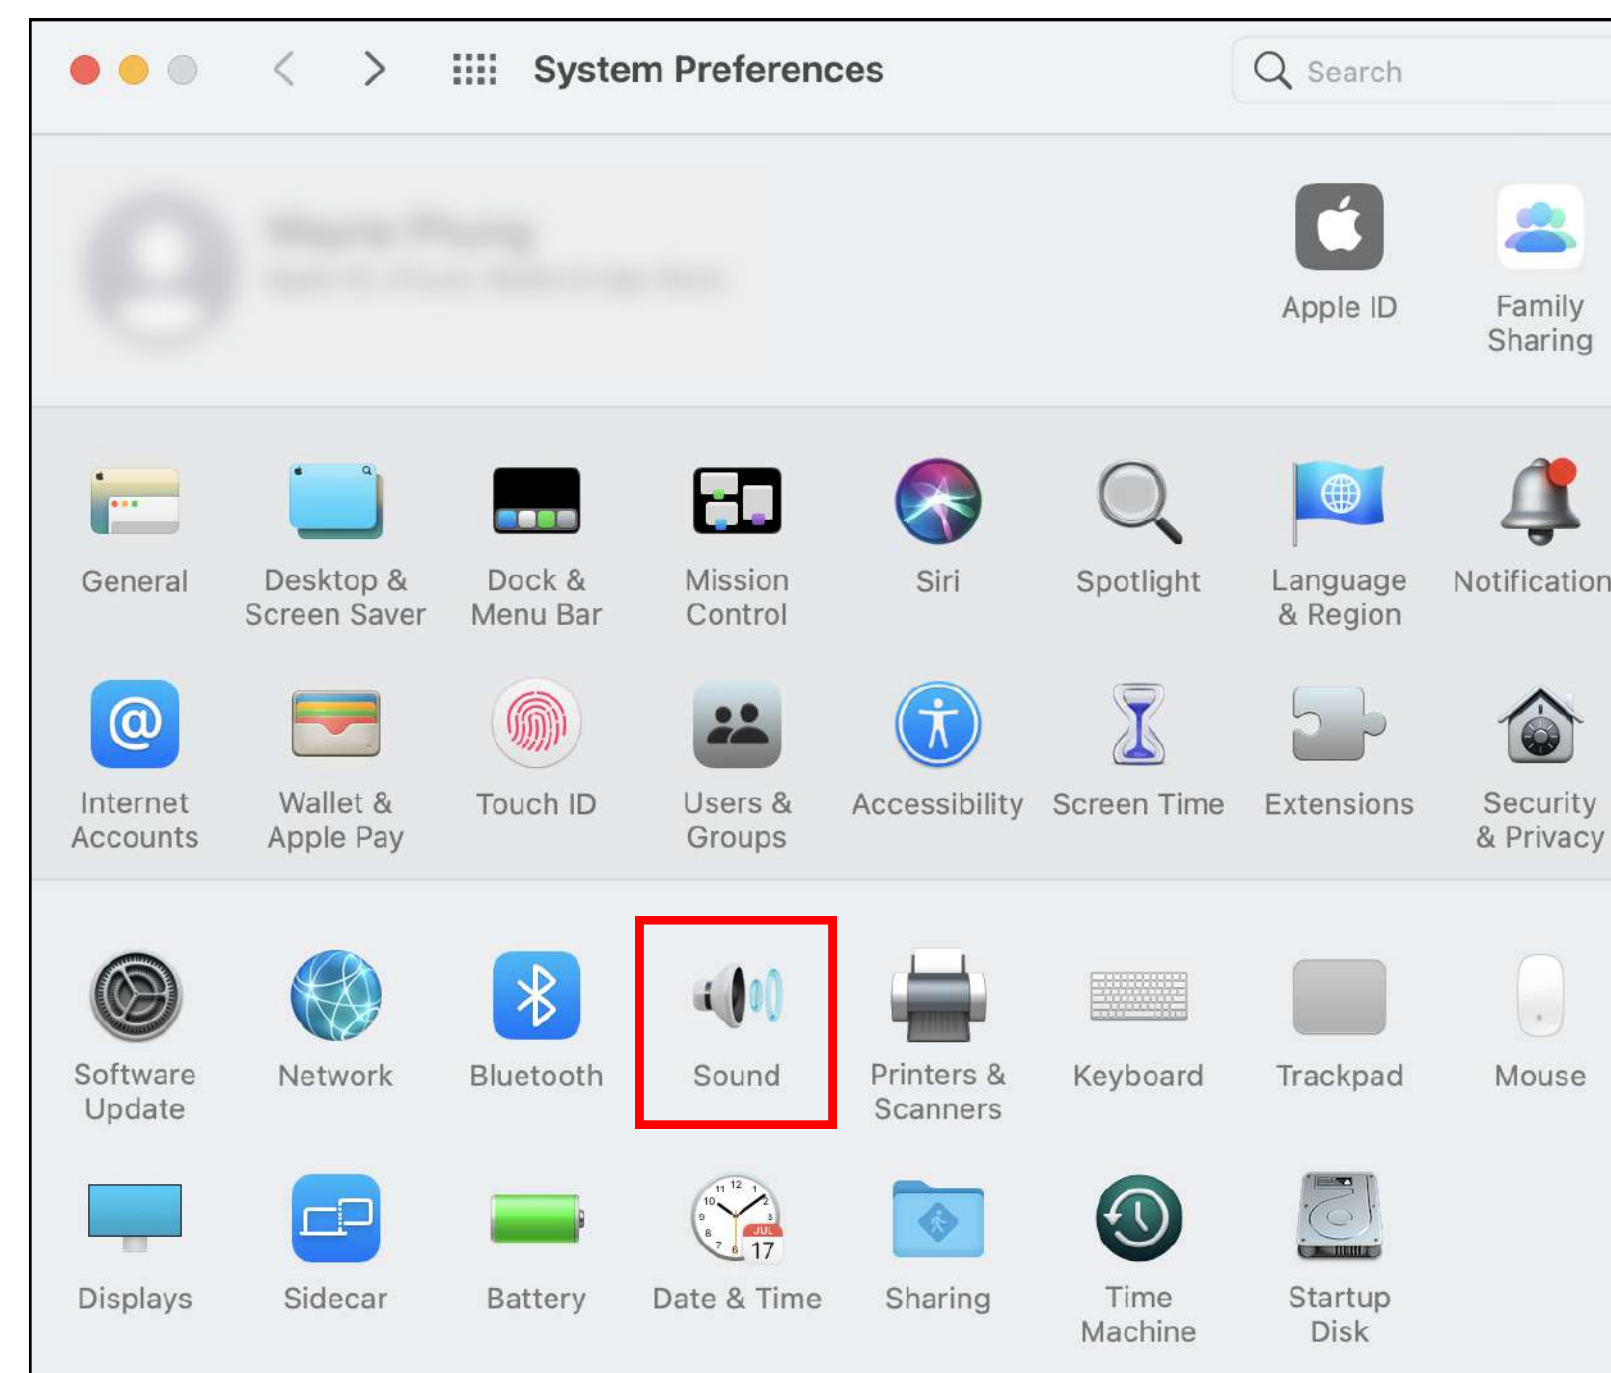 System Preferences
Search
Apple ID
Family
Sharing
General
Desktop &
Screen Saver
Dock &
Menu Bar
Mission
Control
Siri
Spotlight
Language
& Region
Notification
Internet
Accounts
Wallet &
Apple Pay
Touch ID
Users &
Groups
Accessibility
Screen Time
Extensions
Security
& Privacy
Software
Update
Network
Bluetooth
Sound
Printers &
Scanners
Keyboard
Trackpad
Mouse
JUL
17
Displays
Sidecar
Battery
Date & Time
Sharing
Time
Machine
Startup
Disk